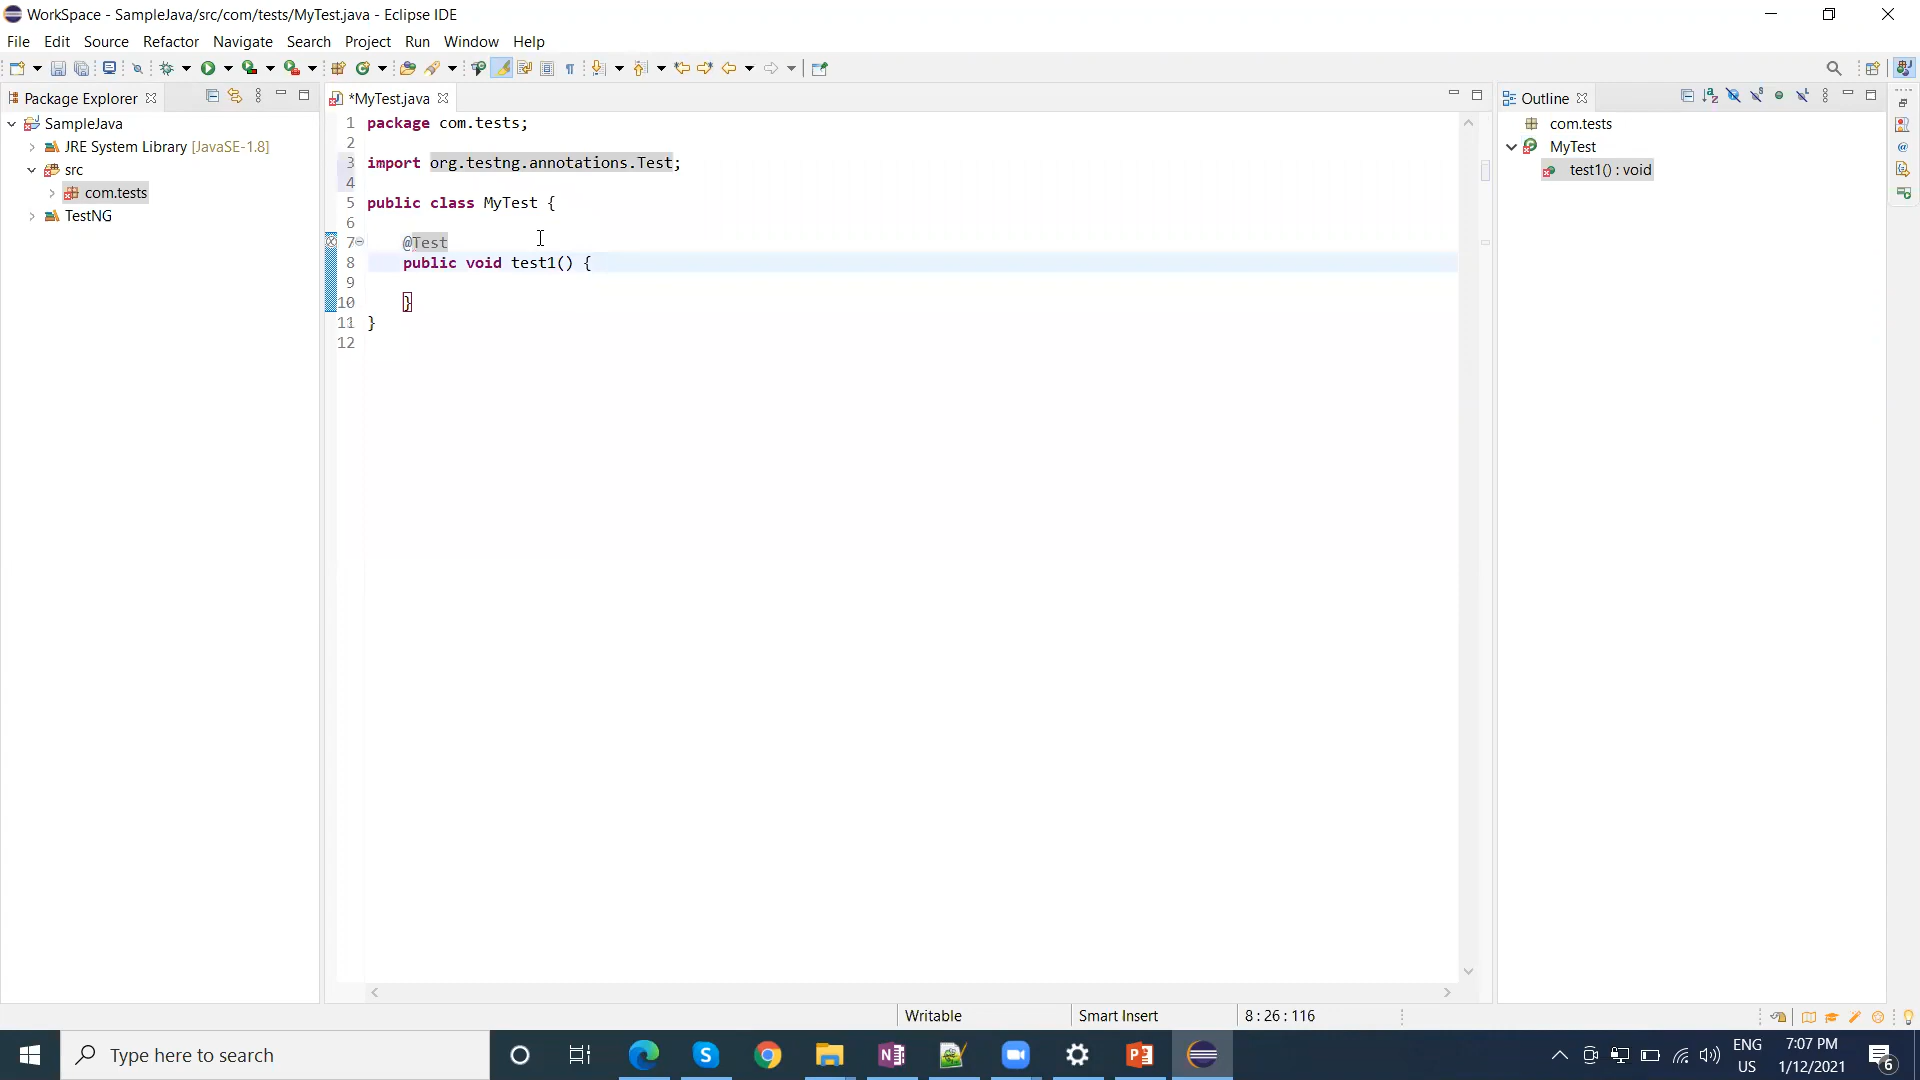 WorkSpace - SampleJava/src/com/tests/MyTest.java - Eclipse IDE
File Edit Source Refactor Navigate Search Project Run Window Help
Package Explorer
SampleJava
JRE System Library [JavaSE-1.8]
src
com.tests
TestNG
*MyTest.java
1 package com.tests;
2
3 import org.testng.annotations.Test;
4
5 public class MyTest {
6
7 @Test
8 public void test1() {
9
10 }
11 }
12
Outline
com.tests
MyTest
test1() : void
Writable Smart Insert 8 : 26 : 116
Type here to search
ENG
US
7:07 PM
1/12/2021
6